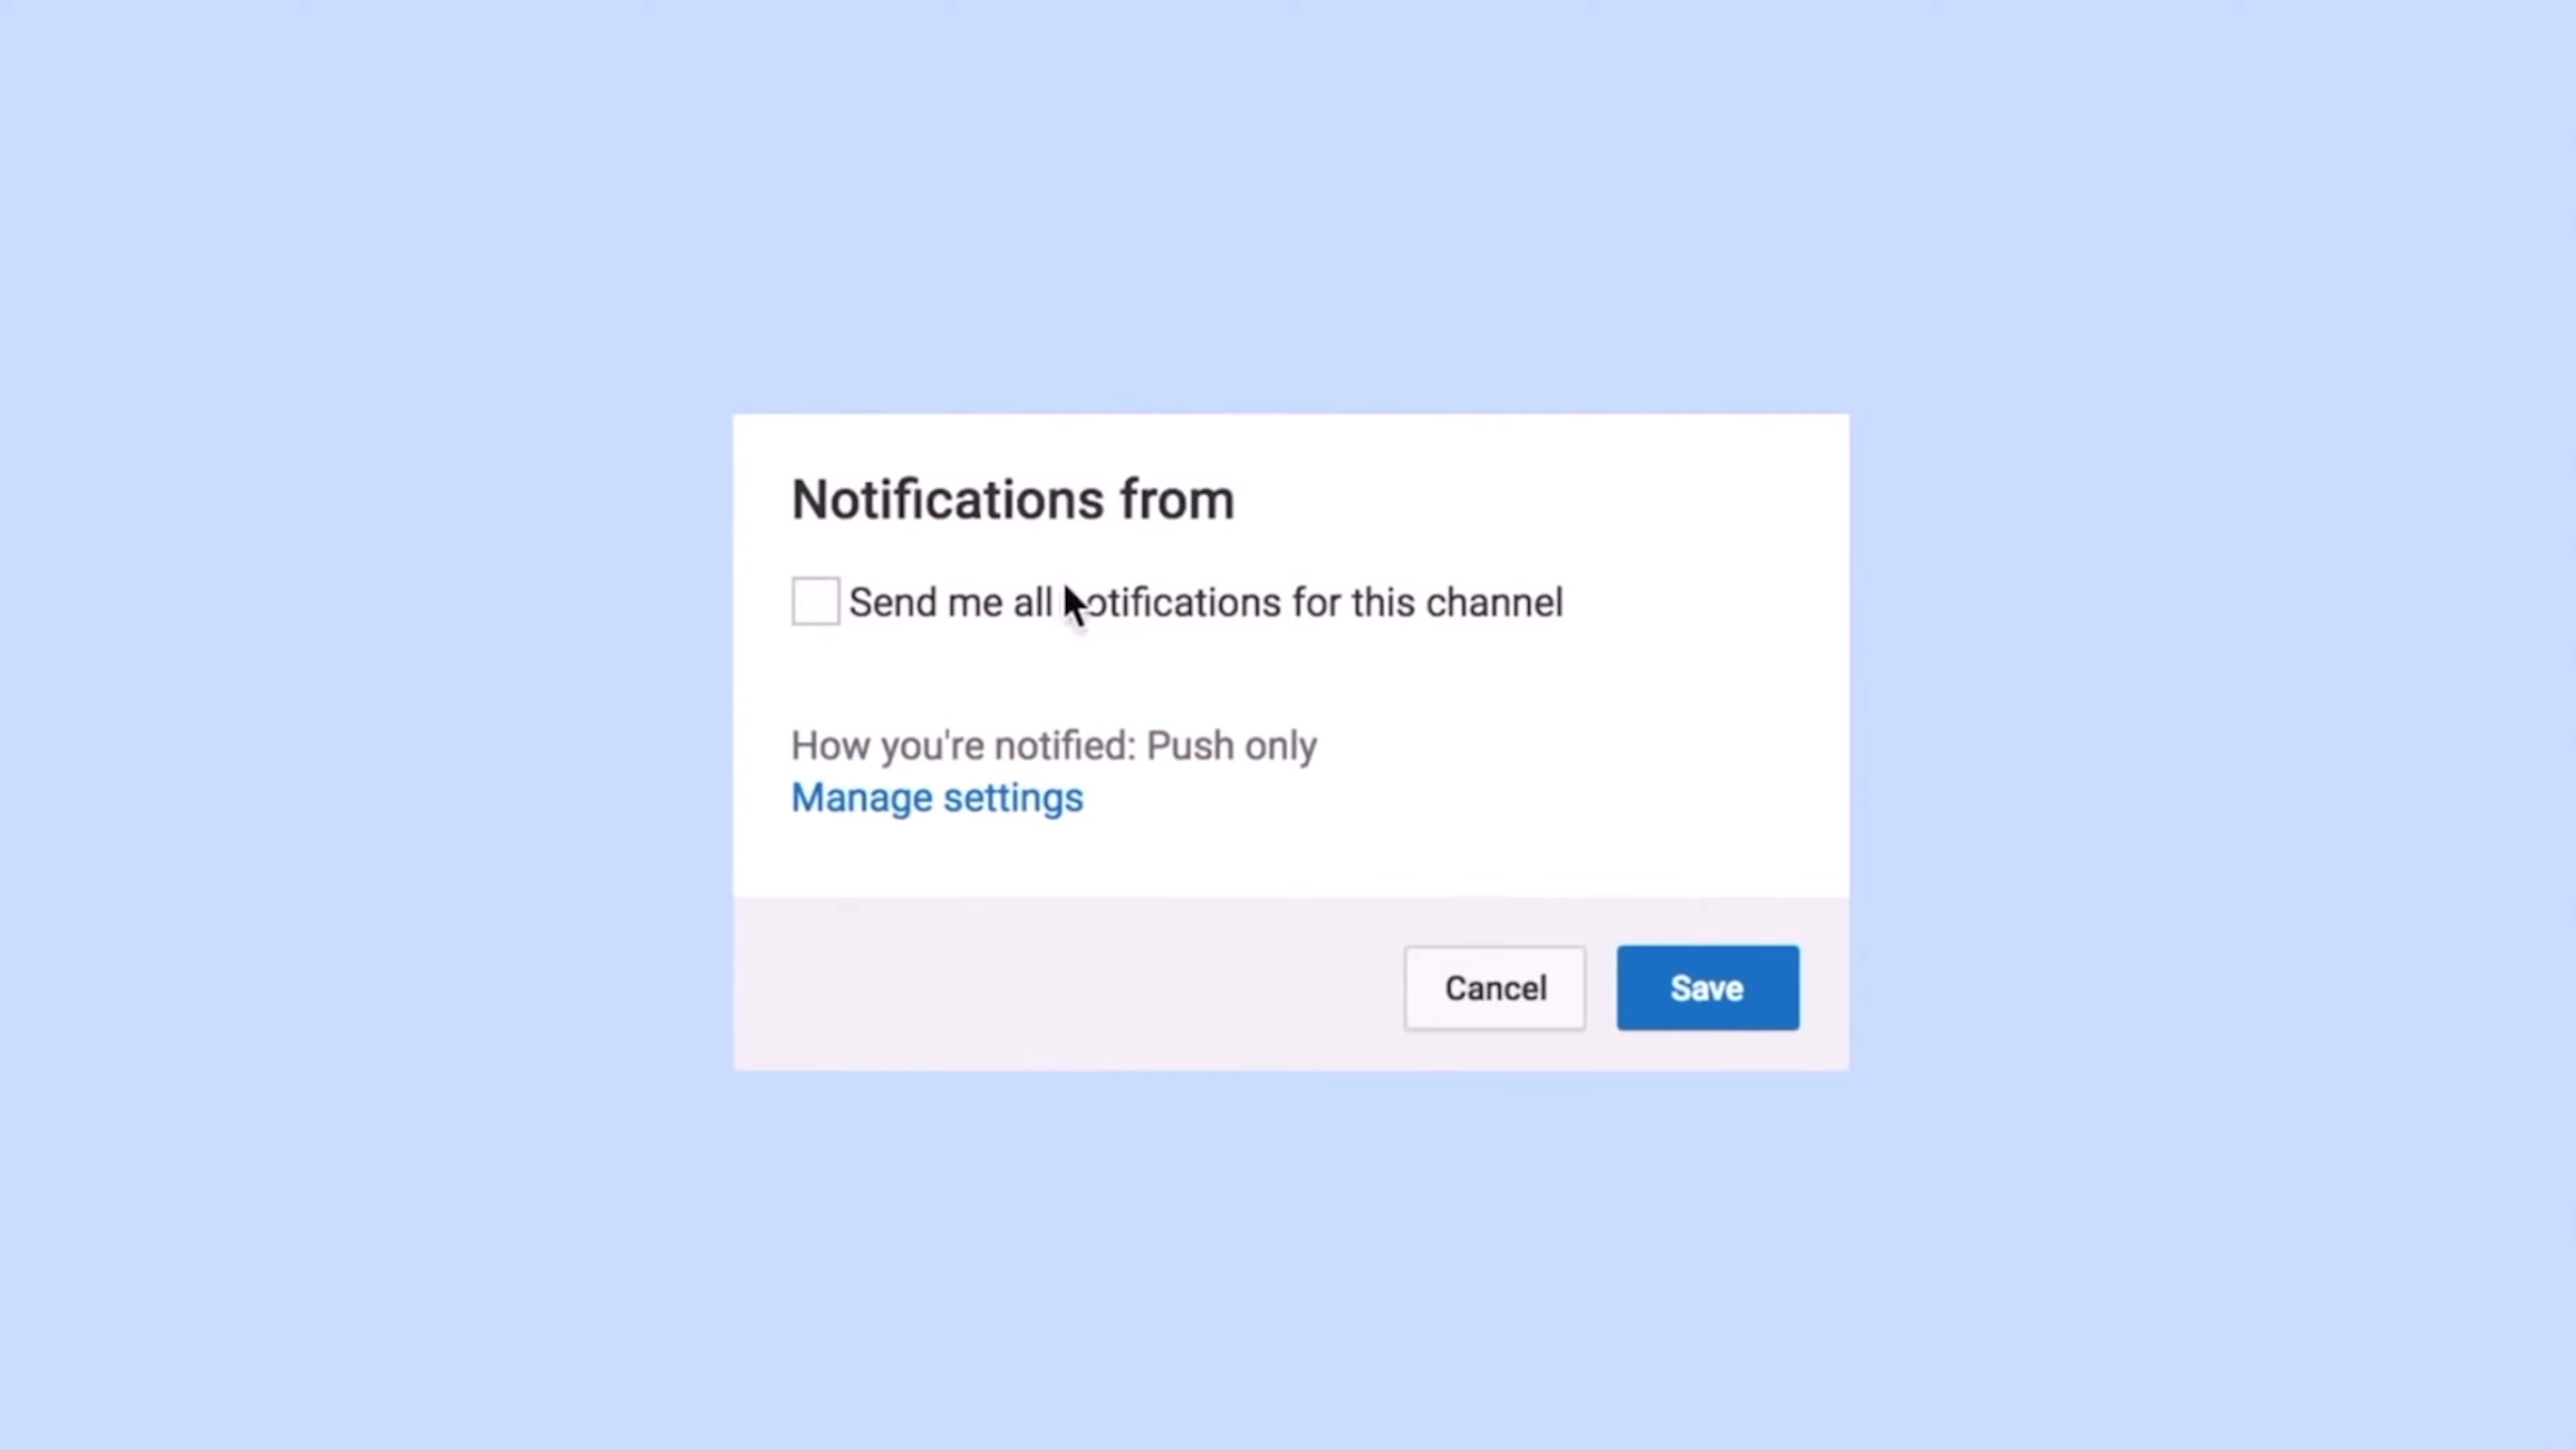 Notifications from
Send me all notifications for this channel
How you're notified: Push only
Manage settings
Cancel
Save